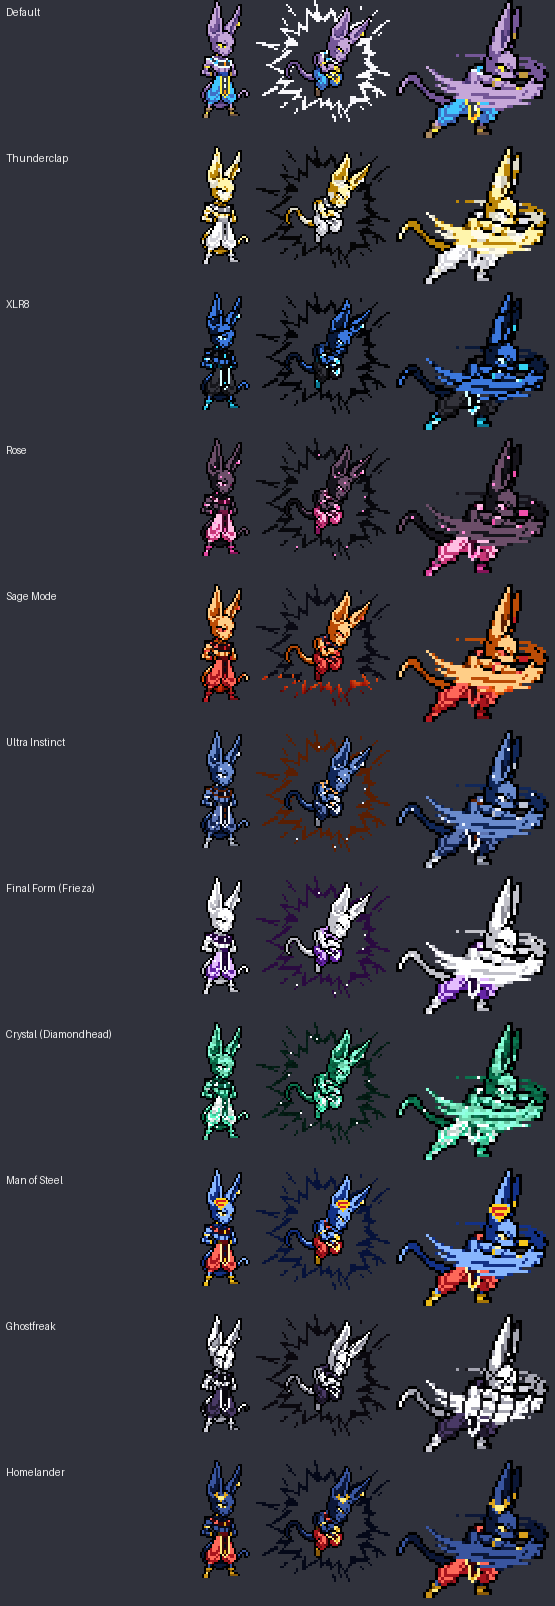 Default
Thunderclap
XLR8
Rose
Sage Mode
Ultra Instinct
Final Form (Frieza)
Crystal (Diamondhead)
Man of Steel
Ghostfreak
Homelander